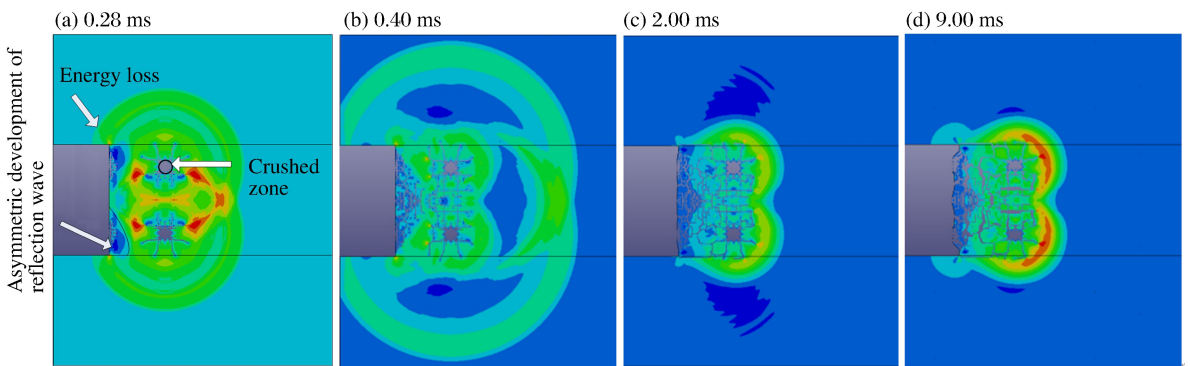 (a) 0.28 ms
(b) 0.40 ms
(c) 2.00 ms
(d) 9.00 ms
Asymmetric development of
reflection wave
Energy loss
Crushed
zone